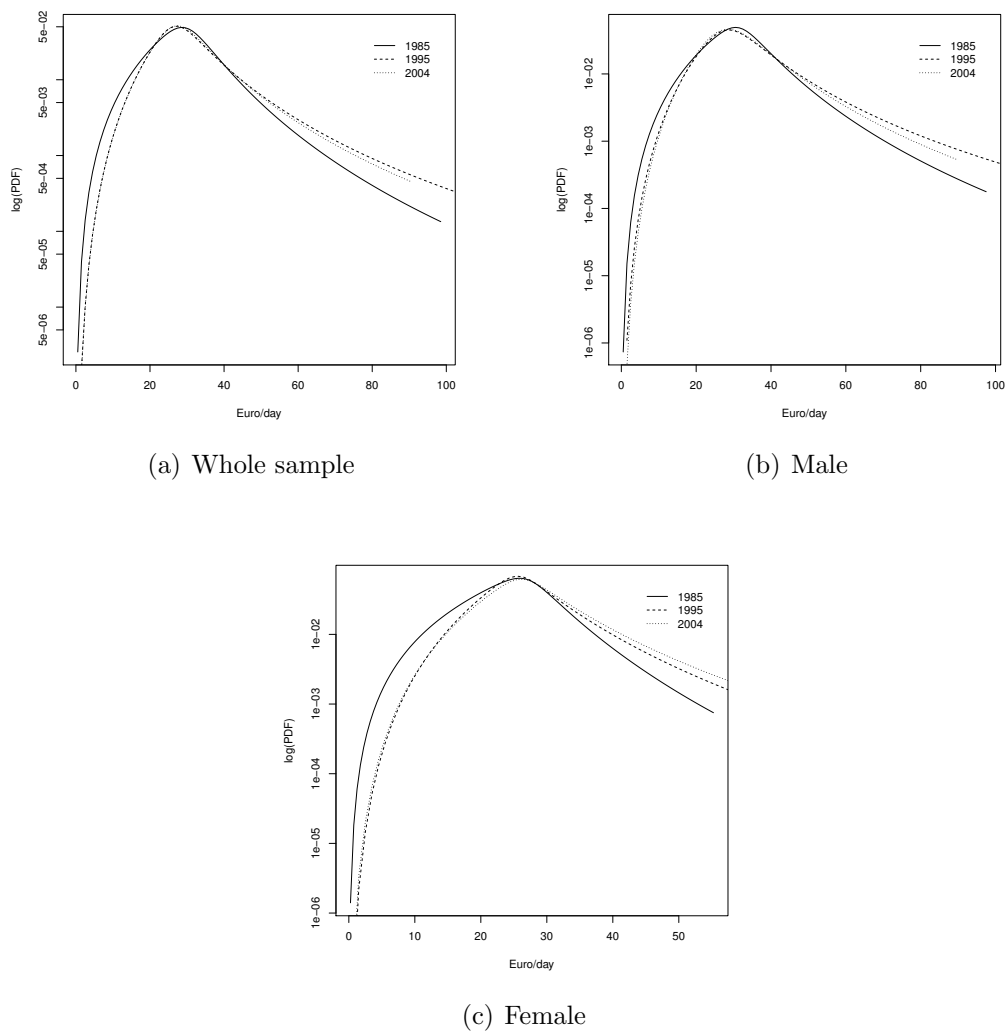 5e−02
5e−03
5e−04
5e−05
5e−06
log(PDF)
1985
1995
2004
0 20 40 60 80 100
Euro/day
(a) Whole sample
1e−02
1e−03
1e−04
1e−05
1e−06
log(PDF)
1985
1995
2004
0 20 40 60 80 100
Euro/day
(b) Male
1e−02
1e−03
1e−04
1e−05
1e−06
log(PDF)
1985
1995
2004
0 10 20 30 40 50
Euro/day
(c) Female